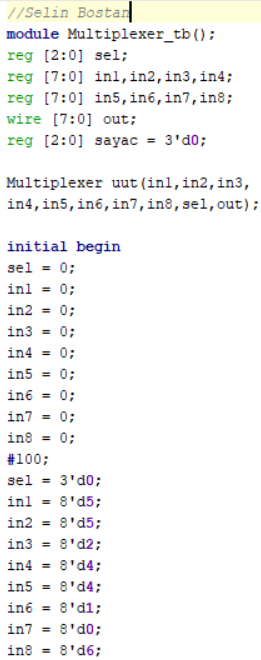 //Selin Bostan
module Multiplexer_tb();
reg [2:0] sel;
reg [7:0] in1,in2,in3,in4;
reg [7:0] in5,in6,in7,in8;
wire [7:0] out;
reg [2:0] sayac = 3'd0;
Multiplexer uut(in1,in2,in3,
in4,in5,in6,in7,in8,sel,out);
initial begin
sel = 0;
in1 = 0;
in2 = 0;
in3 = 0;
in4 = 0;
in5 = 0;
in6 = 0;
in7 = 0;
in8 = 0;
#100;
sel = 3'd0;
in1 = 8'd5;
in2 = 8'd5;
in3 = 8'd2;
in4 = 8'd4;
in5 = 8'd4;
in6 = 8'd1;
in7 = 8'd0;
in8 = 8'd6;